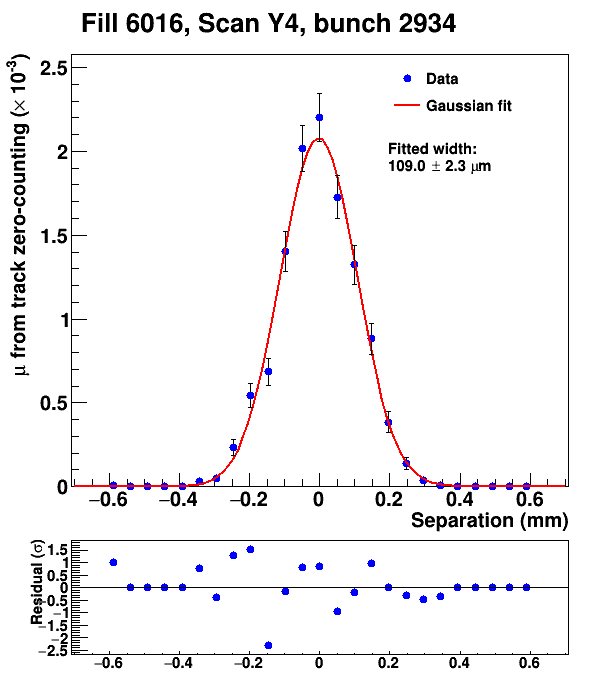 Fill 6016, Scan Y4, bunch 2934
μ from track zero-counting (× 10⁻³)
2.5
2
1.5
1
0.5
0
Data
Gaussian fit
Fitted width:
109.0 ± 2.3 μm
−0.6 −0.4 −0.2 0 0.2 0.4 0.6
Separation (mm)
Residual (σ)
1.5
1
0.5
0
−0.5
−1
−1.5
−2
−2.5
−0.6 −0.4 −0.2 0 0.2 0.4 0.6